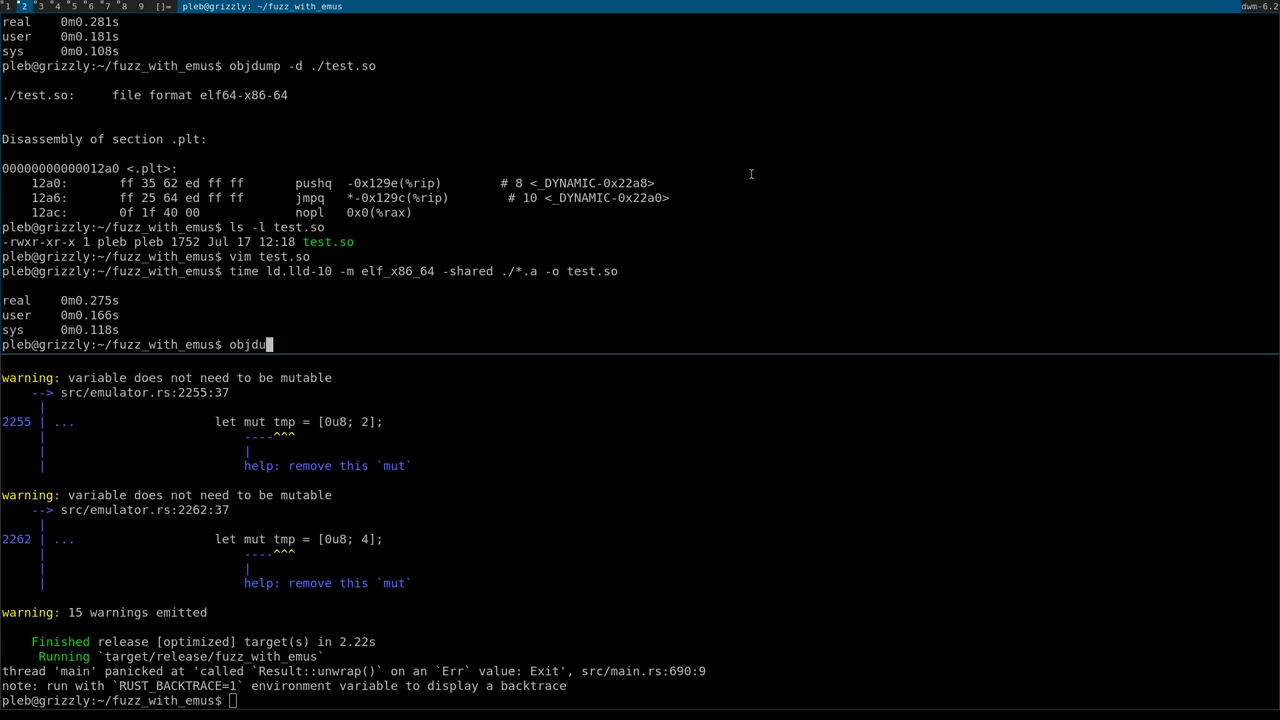 1 2 3 4 5 6 7 8 9 []= pleb@grizzly: ~/fuzz_with_emus dwm-6.2
real    0m0.281s
user    0m0.181s
sys     0m0.108s
pleb@grizzly:~/fuzz_with_emus$ objdump -d ./test.so
./test.so:     file format elf64-x86-64
Disassembly of section .plt:
00000000000012a0 <.plt>:
    12a0:       ff 35 62 ed ff ff       pushq  -0x129e(%rip)        # 8 <_DYNAMIC-0x22a8>
    12a6:       ff 25 64 ed ff ff       jmpq   *-0x129c(%rip)        # 10 <_DYNAMIC-0x22a0>
    12ac:       0f 1f 40 00             nopl   0x0(%rax)
pleb@grizzly:~/fuzz_with_emus$ ls -l test.so
-rwxr-xr-x 1 pleb pleb 1752 Jul 17 12:18 test.so
pleb@grizzly:~/fuzz_with_emus$ vim test.so
pleb@grizzly:~/fuzz_with_emus$ time ld.lld-10 -m elf_x86_64 -shared ./*.a -o test.so
real    0m0.275s
user    0m0.166s
sys     0m0.118s
pleb@grizzly:~/fuzz_with_emus$ objdu
warning: variable does not need to be mutable
    --> src/emulator.rs:2255:37
     |
2255 | ...                   let mut tmp = [0u8; 2];
     |                           ----^^^
     |                           |
     |                           help: remove this `mut`
warning: variable does not need to be mutable
    --> src/emulator.rs:2262:37
     |
2262 | ...                   let mut tmp = [0u8; 4];
     |                           ----^^^
     |                           |
     |                           help: remove this `mut`
warning: 15 warnings emitted
    Finished release [optimized] target(s) in 2.22s
     Running `target/release/fuzz_with_emus`
thread 'main' panicked at 'called `Result::unwrap()` on an `Err` value: Exit', src/main.rs:690:9
note: run with `RUST_BACKTRACE=1` environment variable to display a backtrace
pleb@grizzly:~/fuzz_with_emus$